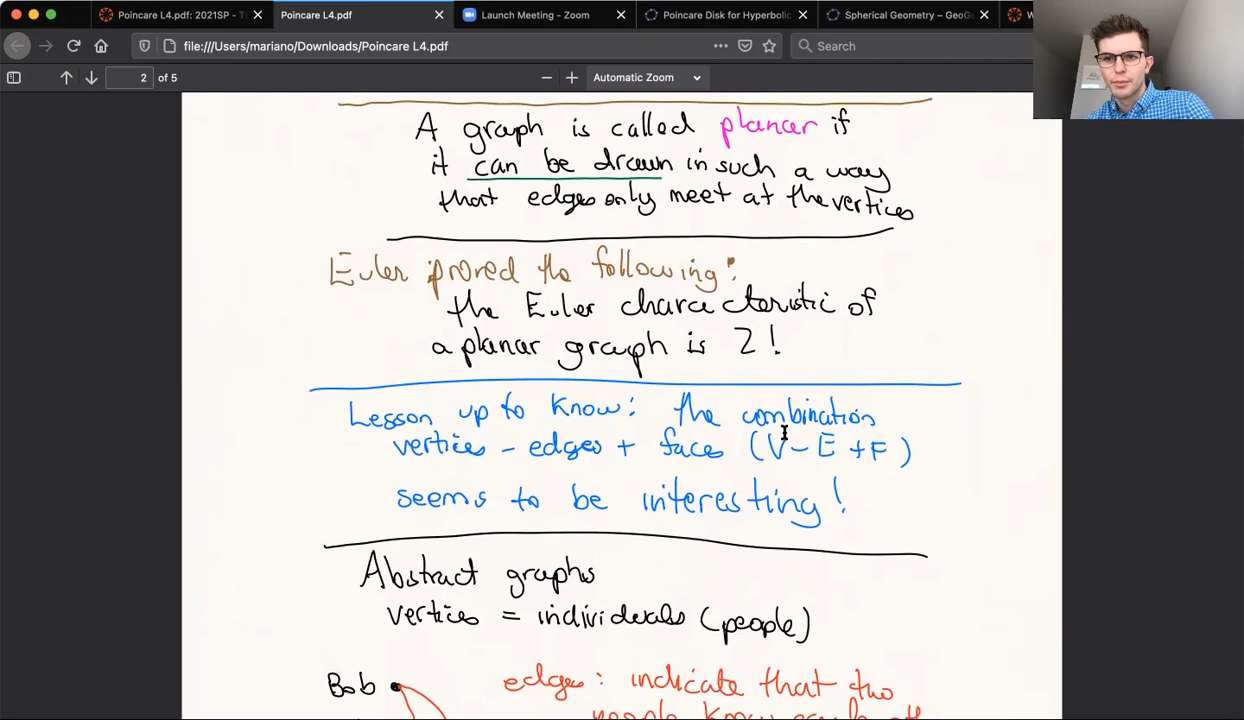 Poincare L4.pdf: 2021SP - T
Poincare L4.pdf
Launch Meeting - Zoom
Poincare Disk for Hyperbolic
Spherical Geometry – GeoG
file:///Users/mariano/Downloads/Poincare L4.pdf
Search
2 of 5
Automatic Zoom
A graph is called planar if
it can be drawn in such a way
that edges only meet at the vertices
Euler proved the following:
the Euler characteristic of
a planar graph is 2!
Lesson up to know: the combination
vertices - edges + faces (V - E + F)
seems to be interesting!
Abstract graphs
vertices = individuals (people)
Bob
edges: indicate that two
people know